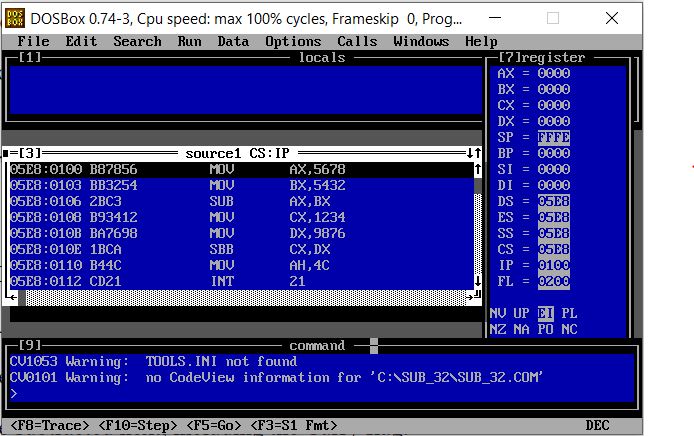 DOSBox 0.74-3, Cpu speed: max 100% cycles, Frameskip 0, Prog...
File Edit Search Run Data Options Calls Windows Help
[1] locals
[7]register
AX = 0000
BX = 0000
CX = 0000
DX = 0000
SP = FFFE
BP = 0000
SI = 0000
DI = 0000
DS = 05E8
ES = 05E8
SS = 05E8
CS = 05E8
IP = 0100
FL = 0200
NV UP EI PL
NZ NA PO NC
[3] source1 CS:IP
05E8:0100 B87856 MOV AX,5678
05E8:0103 BB3254 MOV BX,5432
05E8:0106 2BC3 SUB AX,BX
05E8:0108 B93412 MOV CX,1234
05E8:010B BA7698 MOV DX,9876
05E8:010E 1BCA SBB CX,DX
05E8:0110 B44C MOV AH,4C
05E8:0112 CD21 INT 21
[9] command
CV1053 Warning: TOOLS.INI not found
CV0101 Warning: no CodeView information for 'C:\SUB_32\SUB_32.COM'
>
<F8=Trace> <F10=Step> <F5=Go> <F3=S1 Fmt> DEC